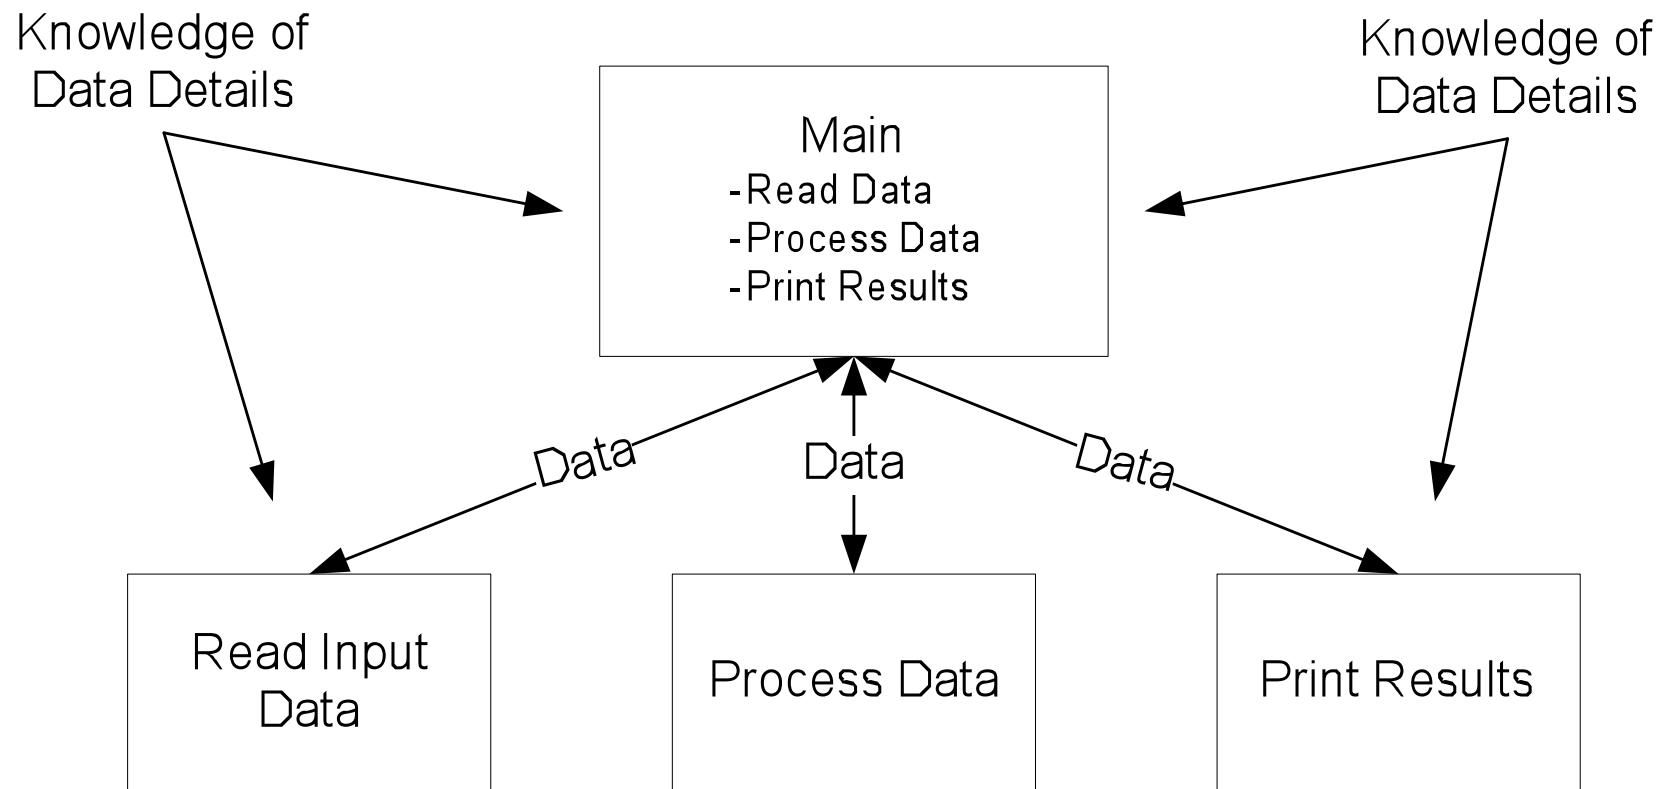 Knowledge of
Data Details
Knowledge of
Data Details
Main
-Read Data
-Process Data
-Print Results
Data
Data
Data
Read Input
Data
Process Data
Print Results